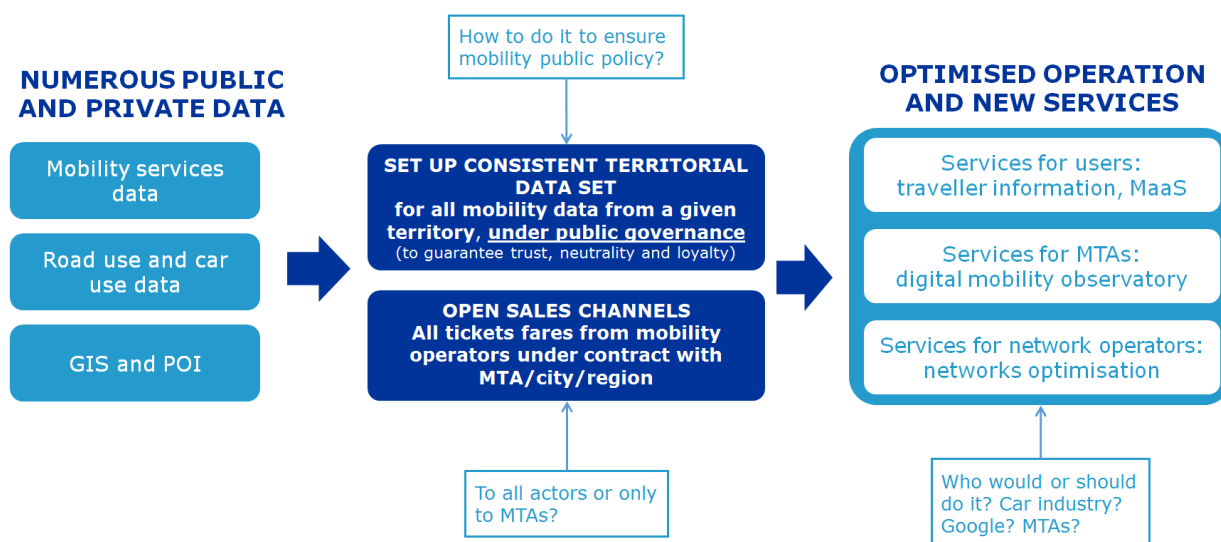 How to do it to ensure
mobility public policy?
NUMEROUS PUBLIC
AND PRIVATE DATA
Mobility services
data
Road use and car
use data
GIS and POI
SET UP CONSISTENT TERRITORIAL
DATA SET
for all mobility data from a given
territory, under public governance
(to guarantee trust, neutrality and loyalty)
OPEN SALES CHANNELS
All tickets fares from mobility
operators under contract with
MTA/city/region
To all actors or only
to MTAs?
OPTIMISED OPERATION
AND NEW SERVICES
Services for users:
traveller information, MaaS
Services for MTAs:
digital mobility observatory
Services for network operators:
networks optimisation
Who would or should
do it? Car industry?
Google? MTAs?